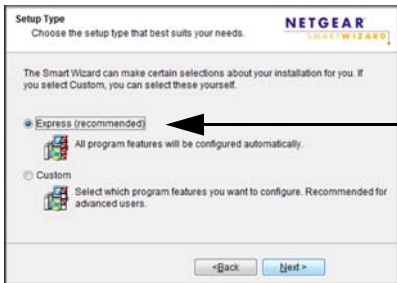 Setup Type
Choose the setup type that best suits your needs.
NETGEAR
SMARTWIZARD
The Smart Wizard can make certain selections about your installation for you. If
you select Custom, you can select these yourself.
Express (recommended)
All program features will be configured automatically.
Custom
Select which program features you want to configure. Recommended for
advanced users.
<Back
Next >